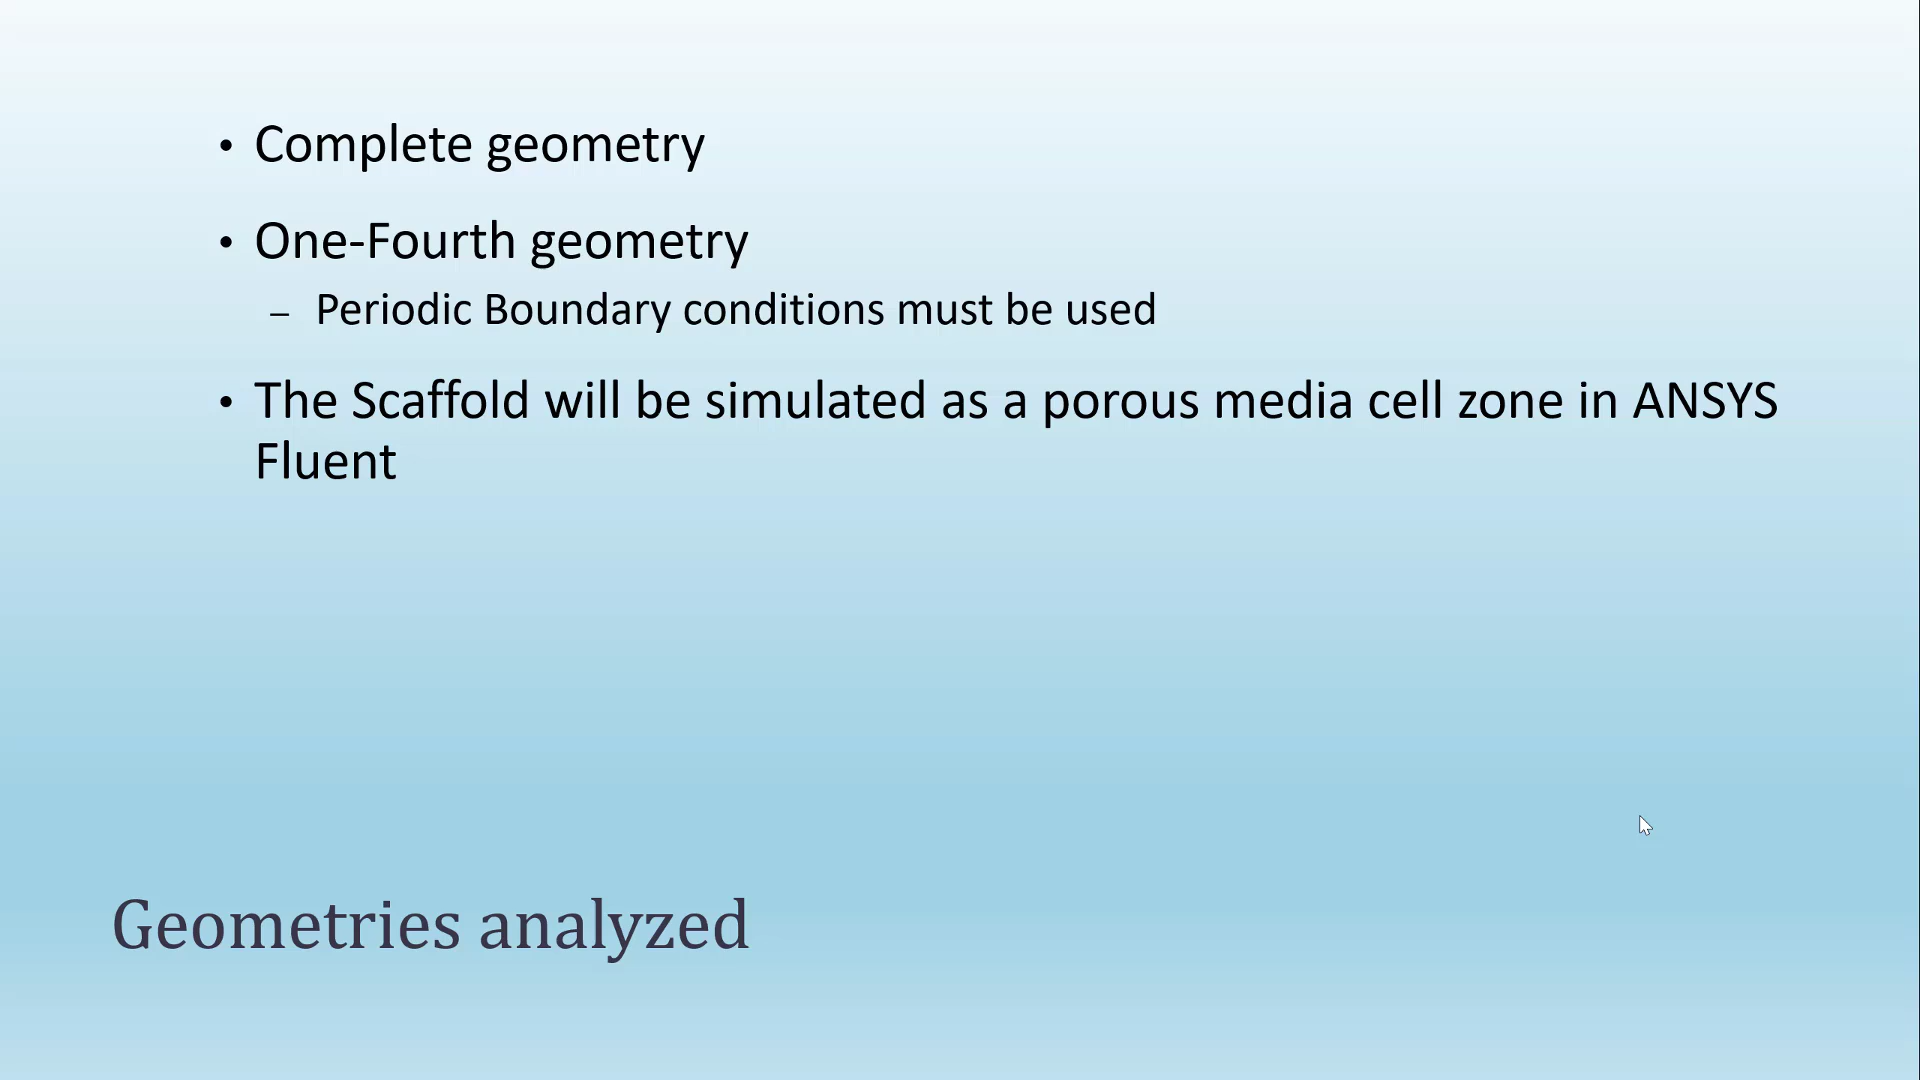 • Complete geometry
• One-Fourth geometry
– Periodic Boundary conditions must be used
• The Scaffold will be simulated as a porous media cell zone in ANSYS
Fluent
Geometries analyzed